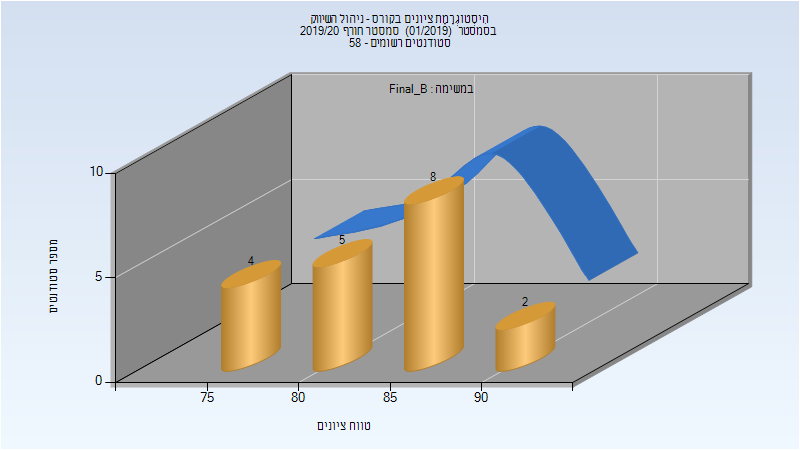 היסטוגרמת ציונים בקורס - ניהול השיווק
בסמסטר (01/2019) סמסטר חורף 2019/20
סטודנטים רשומים - 58
במשימה : Final_B
10
5
0
מספר סטודנטים
4
5
8
2
75
80
85
90
טווח ציונים